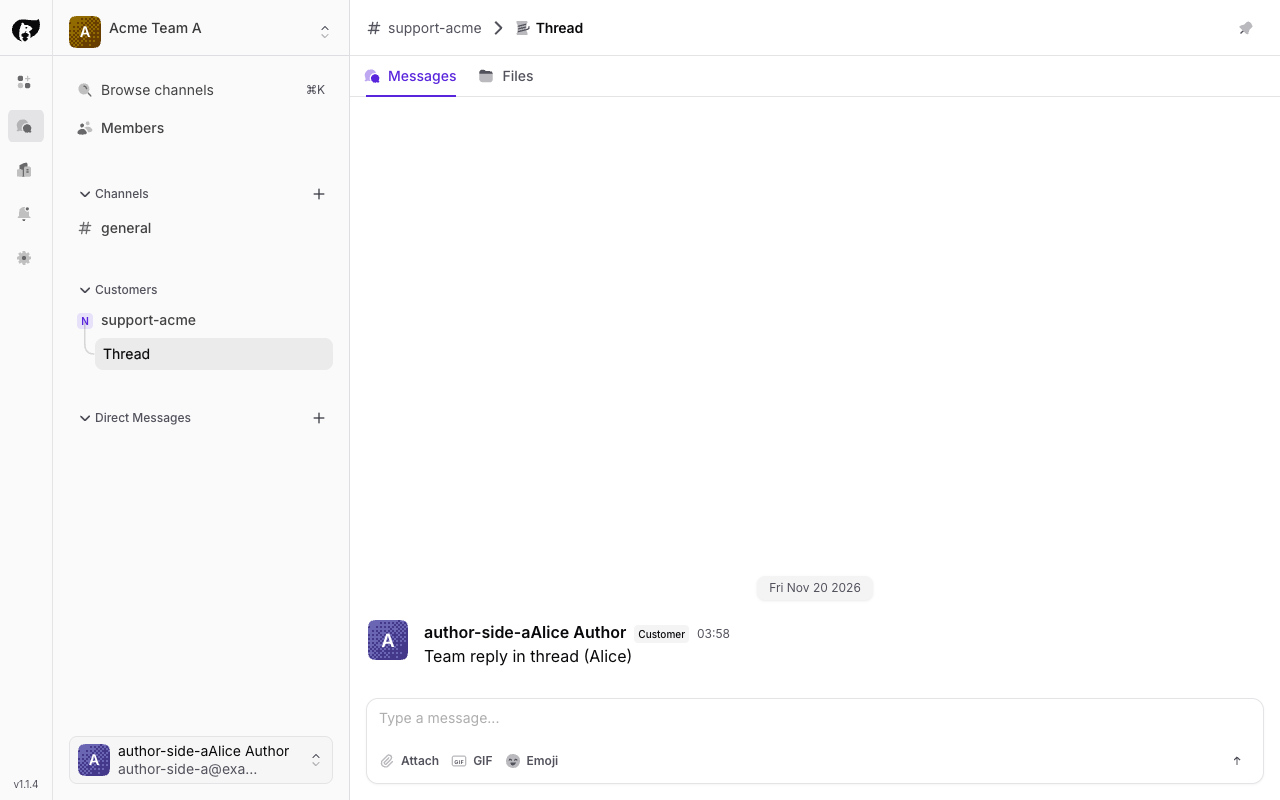 A
Acme Team A
Browse channels
⌘K
Members
Channels
general
Customers
N
support-acme
Thread
Direct Messages
A
author-side-aAlice Author
author-side-a@exa...
v1.1.4
support-acme
Thread
Messages
Files
Fri Nov 20 2026
A
author-side-aAlice Author
Customer
03:58
Team reply in thread (Alice)
Type a message...
Attach
GIF
GIF
Emoji